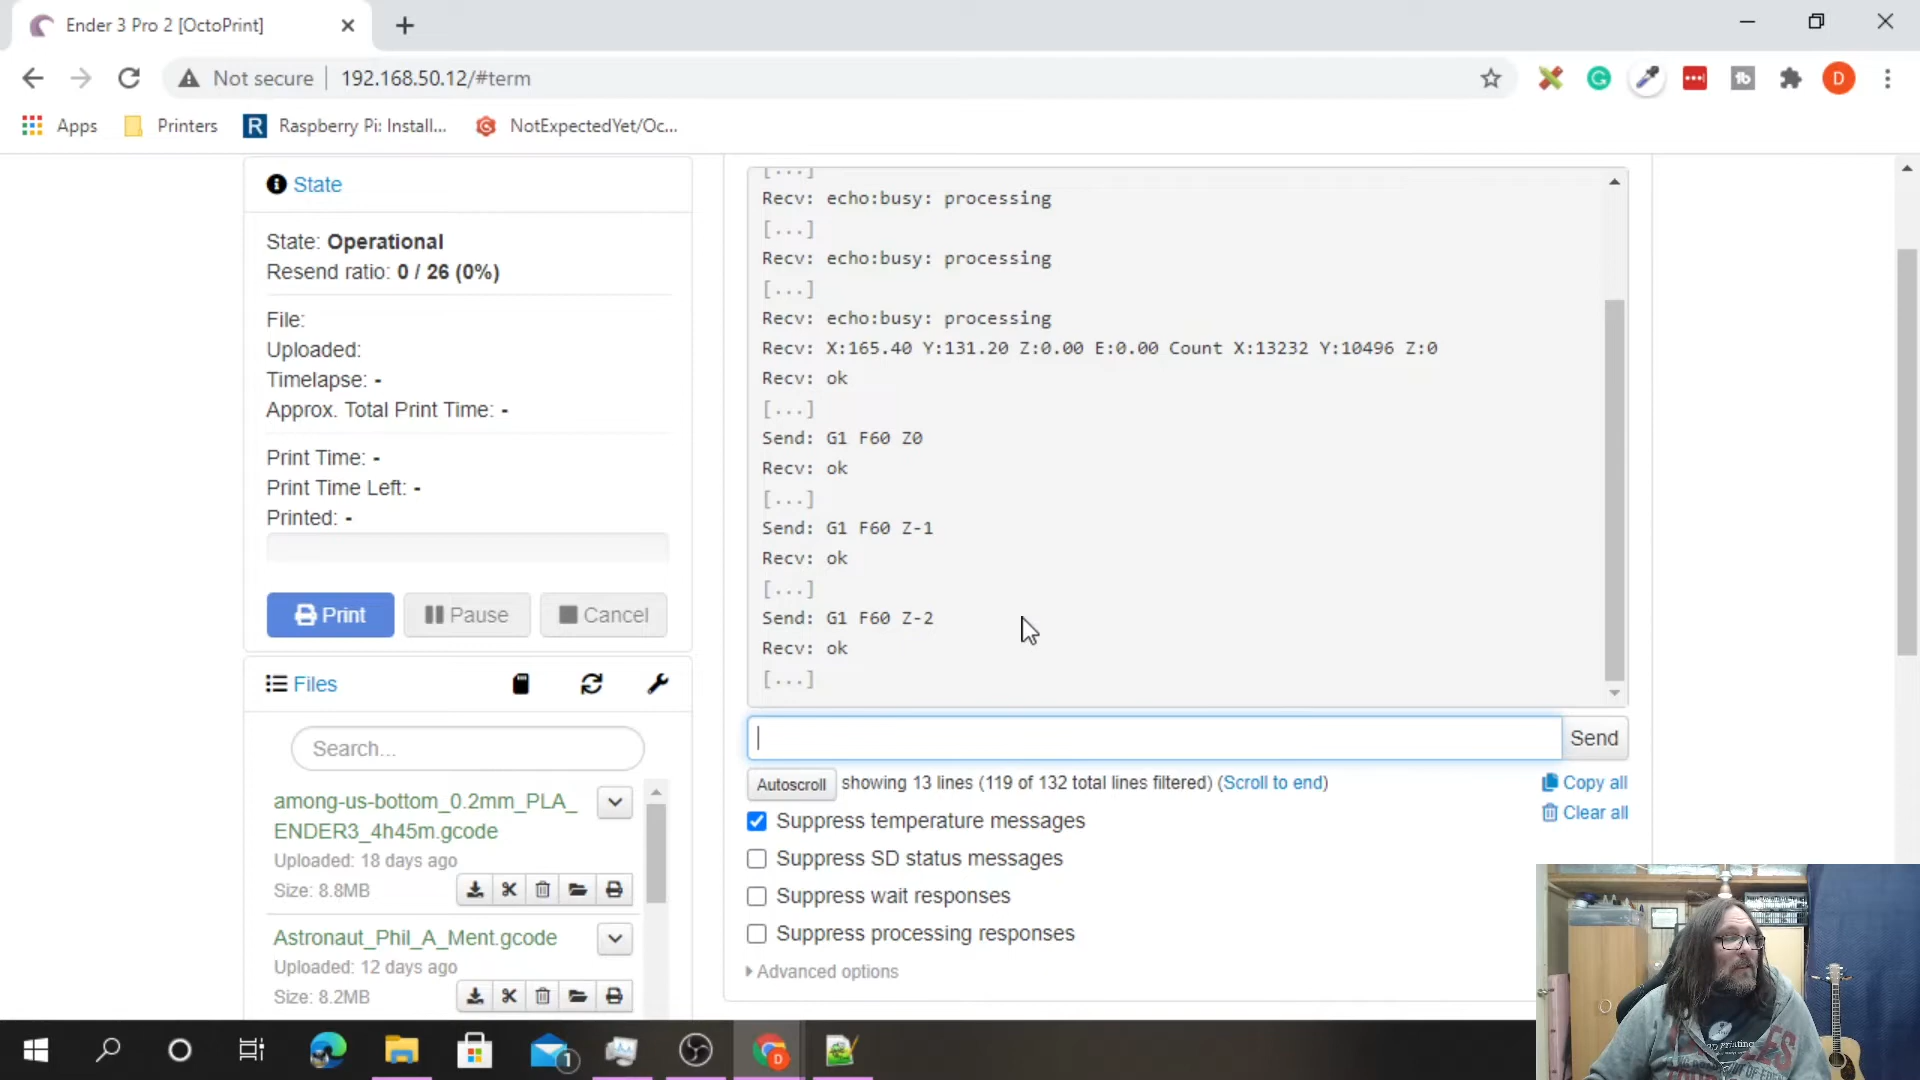 Ender 3 Pro 2 [OctoPrint]
Not secure
192.168.50.12/#term
Apps
Printers
Raspberry Pi: Install...
NotExpectedYet/Oc...
State
State: Operational
Resend ratio: 0 / 26 (0%)
File:
Uploaded:
Timelapse: -
Approx. Total Print Time: -
Print Time: -
Print Time Left: -
Printed: -
Print
Pause
Cancel
Files
Search...
among-us-bottom_0.2mm_PLA_
ENDER3_4h45m.gcode
Uploaded: 18 days ago
Size: 8.8MB
Astronaut_Phil_A_Ment.gcode
Uploaded: 12 days ago
Size: 8.2MB
[...]
Recv: echo:busy: processing
[...]
Recv: echo:busy: processing
[...]
Recv: echo:busy: processing
Recv: X:165.40 Y:131.20 Z:0.00 E:0.00 Count X:13232 Y:10496 Z:0
Recv: ok
[...]
Send: G1 F60 Z0
Recv: ok
[...]
Send: G1 F60 Z-1
Recv: ok
[...]
Send: G1 F60 Z-2
Recv: ok
[...]
Send
Autoscroll
showing 13 lines (119 of 132 total lines filtered) (Scroll to end)
Copy all
Clear all
Suppress temperature messages
Suppress SD status messages
Suppress wait responses
Suppress processing responses
Advanced options